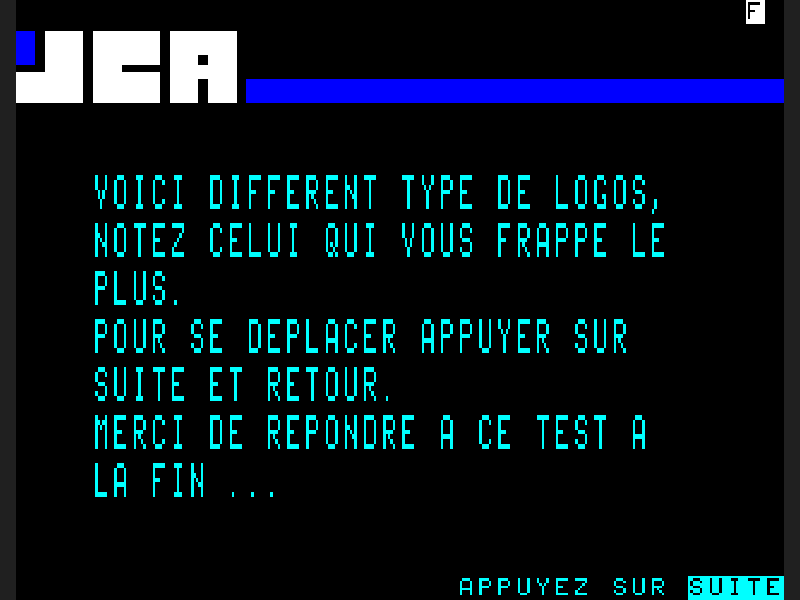 F
JCA
VOICI DIFFERENT TYPE DE LOGOS,
NOTEZ CELUI QUI VOUS FRAPPE LE
PLUS.
POUR SE DEPLACER APPUYER SUR
SUITE ET RETOUR.
MERCI DE REPONDRE A CE TEST A
LA FIN ...
APPUYEZ SUR SUITE